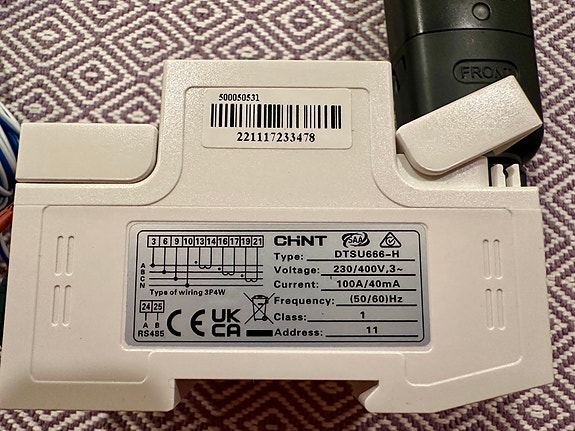 FRON
500050531
221117233478
3 6 9 10 13 14 16 17 19 21
A
B
C
N
Type of wiring 3P4W
24 25
A B
RS485
CE UK CA
CHNT SAA
Type: DTSU666-H
Voltage: 230/400V,3~
Current: 100A/40mA
Frequency: (50/60)Hz
Class: 1
Address: 11